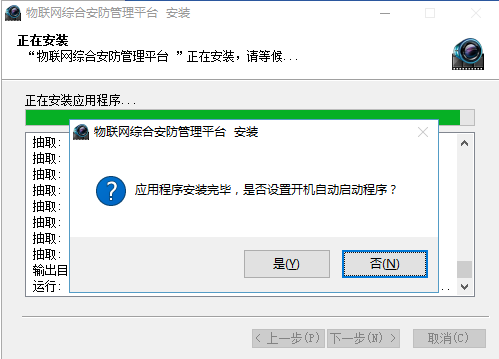 物联网综合安防管理平台 安装
正在安装
“物联网综合安防管理平台 ”正在安装，请等候...
正在安装应用程序...
抽取:
抽取:
抽取:
抽取:
抽取:
抽取:
抽取:
抽取:
输出目
运行:
物联网综合安防管理平台 安装
应用程序安装完毕，是否设置开机自动启动程序？
是(Y)
否(N)
< 上一步(P)
下一步(N) >
取消(C)